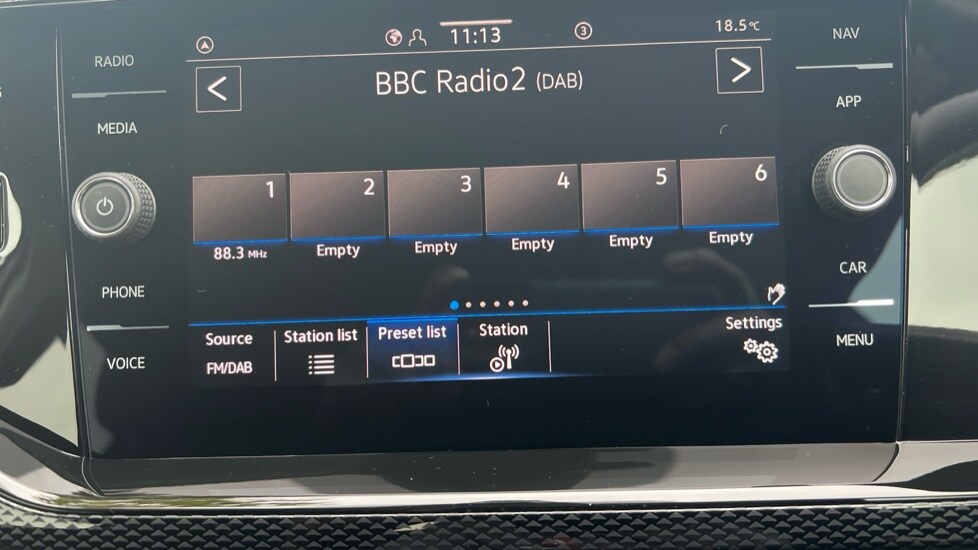 RADIO
MEDIA
PHONE
VOICE
11:13
3
18.5°C
< BBC Radio2 (DAB) >
1 2 3 4 5 6
88.3 MHz Empty Empty Empty Empty Empty
Source Station list Preset list Station Settings
FM/DAB
NAV
APP
CAR
MENU